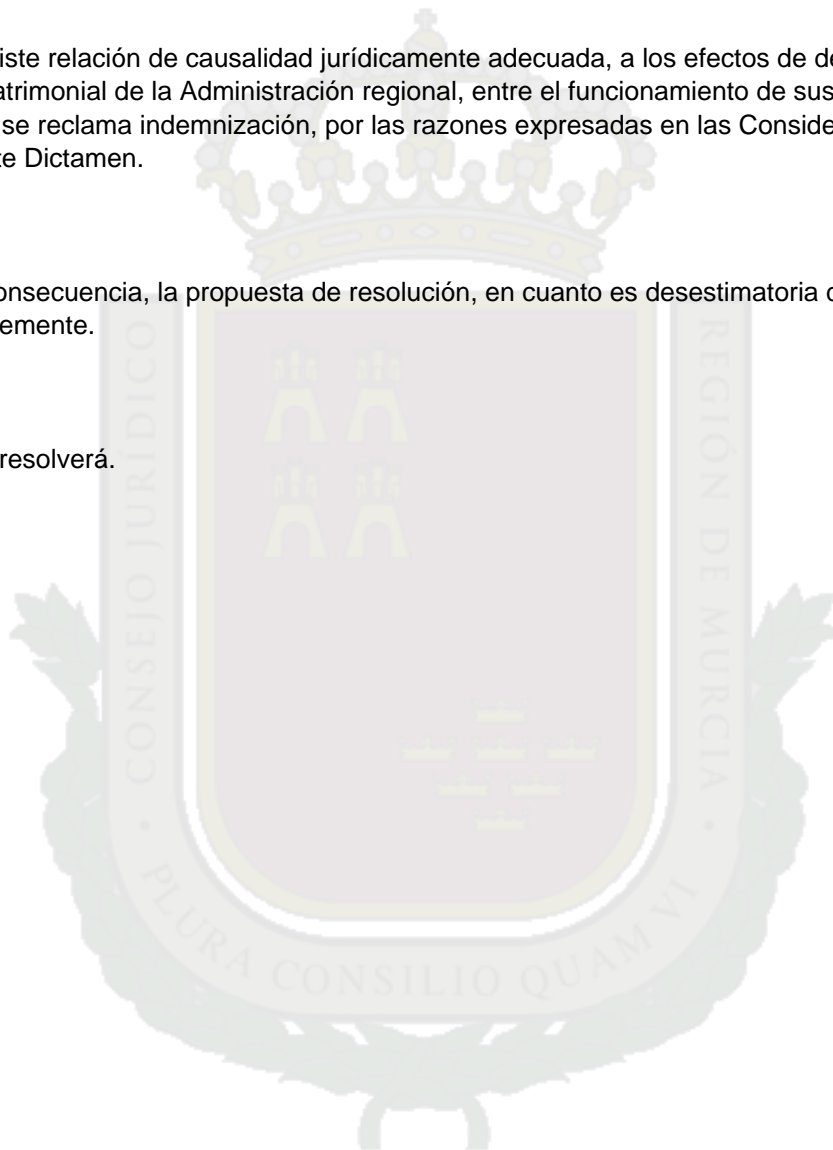 iste relación de causalidad jurídicamente adecuada, a los efectos de de
atrimonial de la Administración regional, entre el funcionamiento de sus
se reclama indemnización, por las razones expresadas en las Conside
te Dictamen.
onsecuencia, la propuesta de resolución, en cuanto es desestimatoria
emente.
resolverá.
CONSEJO JURÍDICO
REGIÓN DE MURCIA
PLURA CONSILIO QUAM VI